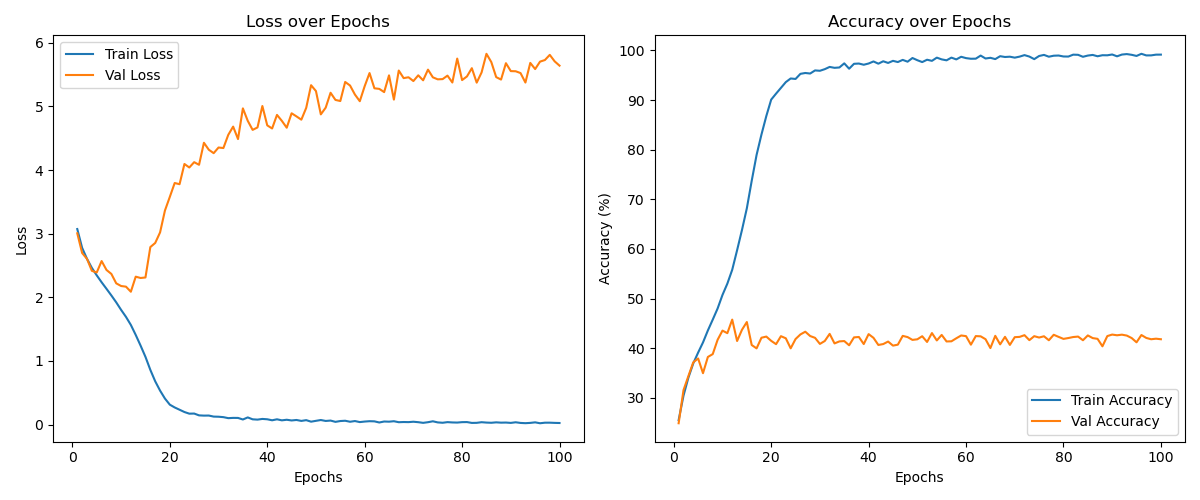 Loss over Epochs
Train Loss
Val Loss
Loss
6
5
4
3
2
1
0
0 20 40 60 80 100
Epochs
Accuracy over Epochs
Accuracy (%)
100
90
80
70
60
50
40
30
Train Accuracy
Val Accuracy
0 20 40 60 80 100
Epochs